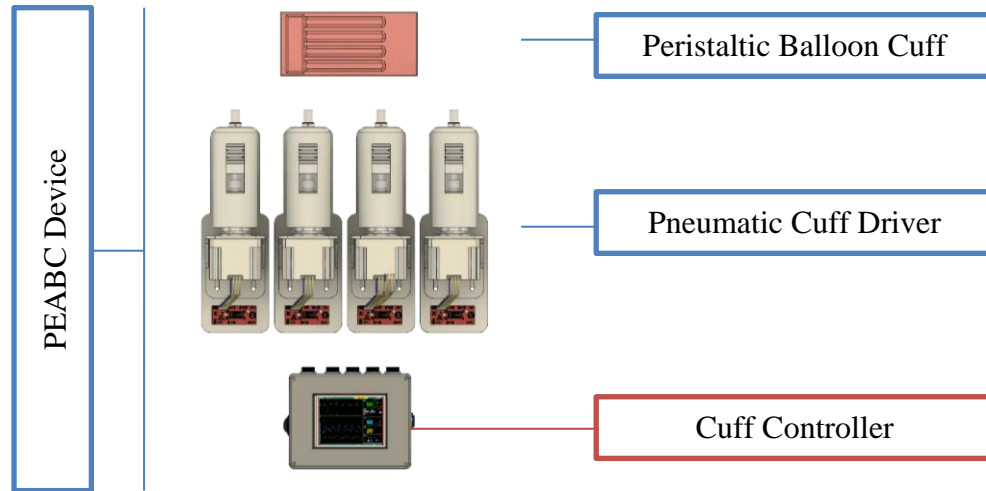 PEABC Device
Peristaltic Balloon Cuff
Pneumatic Cuff Driver
Cuff Controller